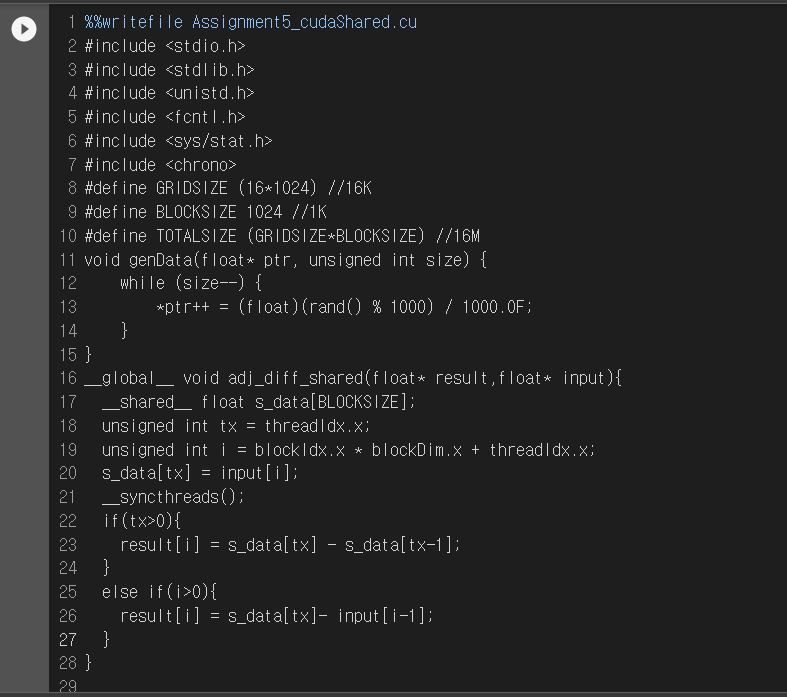 1 %%writefile Assignment5_cudaShared.cu
2 #include <stdio.h>
3 #include <stdlib.h>
4 #include <unistd.h>
5 #include <fcntl.h>
6 #include <sys/stat.h>
7 #include <chrono>
8 #define GRIDSIZE (16*1024) //16K
9 #define BLOCKSIZE 1024 //1K
10 #define TOTALSIZE (GRIDSIZE*BLOCKSIZE) //16M
11 void genData(float* ptr, unsigned int size) {
12     while (size--) {
13         *ptr++ = (float)(rand() % 1000) / 1000.0F;
14     }
15 }
16 __global__ void adj_diff_shared(float* result,float* input){
17   __shared__ float s_data[BLOCKSIZE];
18   unsigned int tx = threadIdx.x;
19   unsigned int i = blockIdx.x * blockDim.x + threadIdx.x;
20   s_data[tx] = input[i];
21   __syncthreads();
22   if(tx>0){
23     result[i] = s_data[tx] - s_data[tx-1];
24   }
25   else if(i>0){
26     result[i] = s_data[tx]- input[i-1];
27   }
28 }
29